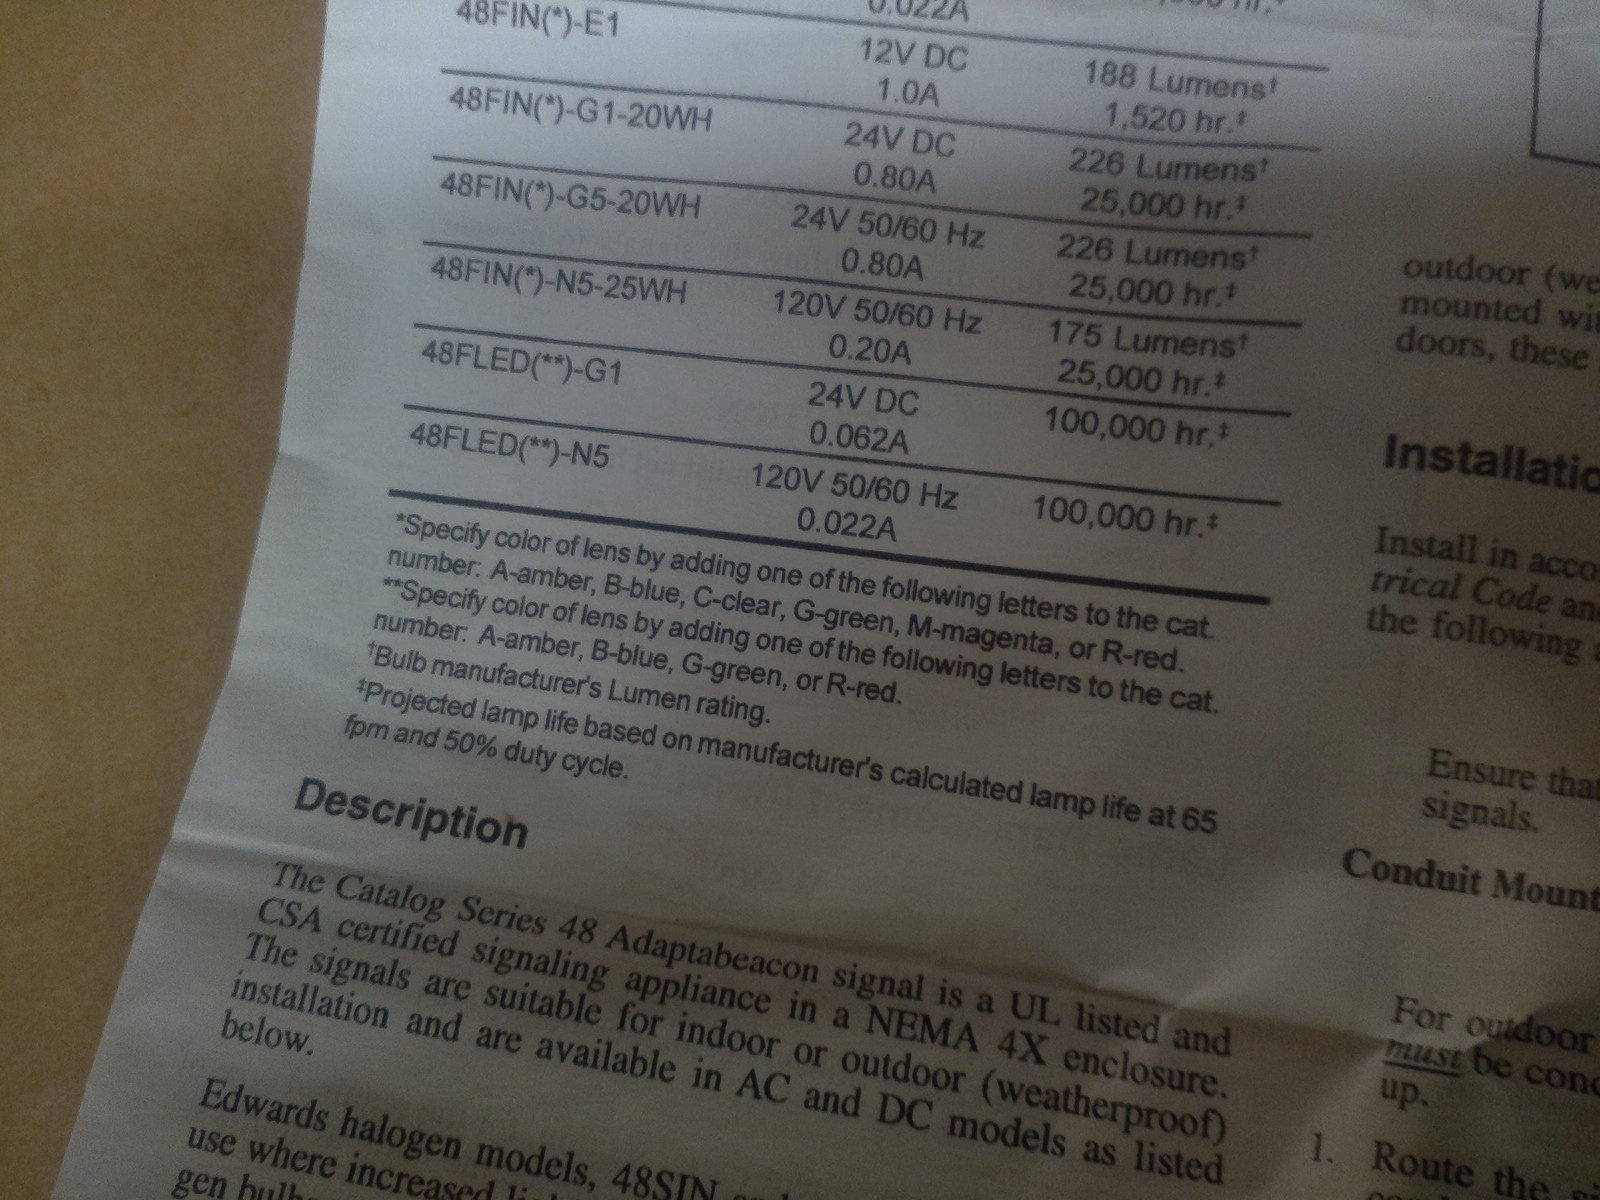 0.022A
48FIN(*)-E1 12V DC 188 Lumens†
1.0A 1,520 hr.‡
48FIN(*)-G1-20WH 24V DC 226 Lumens†
0.80A 25,000 hr.‡
48FIN(*)-G5-20WH 24V 50/60 Hz 226 Lumens†
0.80A 25,000 hr.‡
48FIN(*)-N5-25WH 120V 50/60 Hz 175 Lumens†
0.20A 25,000 hr.‡
48FLED(**)-G1 24V DC 100,000 hr.‡
0.062A
48FLED(**)-N5 120V 50/60 Hz 100,000 hr.‡
0.022A
*Specify color of lens by adding one of the following letters to the cat.
number: A-amber, B-blue, C-clear, G-green, M-magenta, or R-red.
**Specify color of lens by adding one of the following letters to the cat.
number: A-amber, B-blue, G-green, or R-red.
†Bulb manufacturer's Lumen rating.
‡Projected lamp life based on manufacturer's calculated lamp life at 65
fpm and 50% duty cycle.
Description
The Catalog Series 48 Adaptabeacon signal is a UL listed and
CSA certified signaling appliance in a NEMA 4X enclosure.
The signals are suitable for indoor or outdoor (weatherproof)
installation and are available in AC and DC models as listed
below.
Edwards halogen models, 48SIN
use where increased
gen
outdoor (we
mounted wit
doors, these
Installatio
Install in acco
trical Code an
the following
Ensure that
signals.
Conduit Mount
For outdoor
must be conc
up.
1. Route the